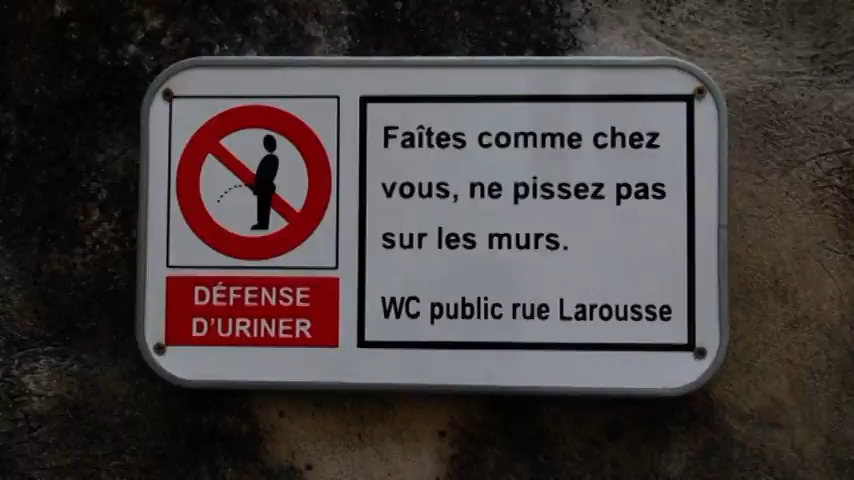 DÉFENSE
D'URINER
Faîtes comme chez
vous, ne pissez pas
sur les murs.
WC public rue Larousse